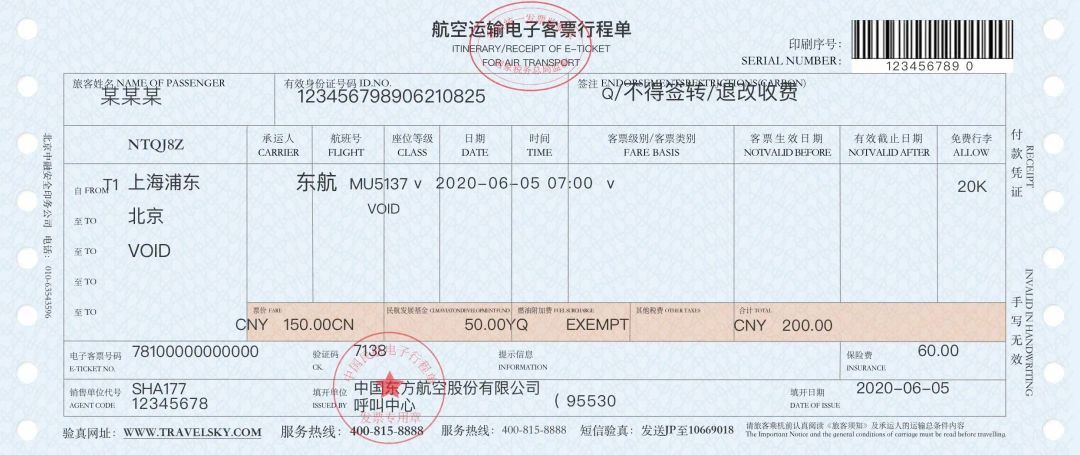 航空运输电子客票行程单
ITINERARY/RECEIPT OF E-TICKET
FOR AIR TRANSPORT
国家税务总局监制
印刷序号:
SERIAL NUMBER:
123456789 0
旅客姓名 NAME OF PASSENGER
某某某
有效身份证号码 ID.NO.
123456798906210825
签注 ENDORSEMENTSRESTRICTIONS(CARBON)
Q/不得签转/退改收费
NTQJ8Z
承运人 航班号 座位等级 日期 时间 客票级别/客票类别 客票生效日期 有效截止日期 免费行李
CARRIER FLIGHT CLASS DATE TIME FARE BASIS NOTVALID BEFORE NOTVALID AFTER ALLOW
自 FROM T1 上海浦东 东航 MU5137 v 2020-06-05 07:00 v 20K
VOID
至 TO 北京
至 TO VOID
至 TO
至 TO
票价 FARE 民航发展基金 燃油附加费 FUEL SURCHARGE 其他税费 OTHER TAXES 合计 TOTAL
CNY 150.00CN 50.00YQ EXEMPT CNY 200.00
电子客票号码 78100000000000 验证码 7138 提示信息 保险费 60.00
E-TICKET NO. CK. INFORMATION INSURANCE
销售单位代号 SHA177 填开单位 中国东方航空股份有限公司 填开日期 2020-06-05
AGENT CODE 12345678 ISSUED BY 呼叫中心 (95530 DATE OF ISSUE
发票专用章
验真网址: WWW.TRAVELSKY.COM 服务热线: 400-815-8888 服务热线: 400-815-8888 短信验真: 发送JP至10669018
请旅客乘机前认真阅读《旅客须知》及承运人的运输总条件内容
The Important Notice and the general conditions of carriage must be read before travelling.
北京中融安全印务公司 电话: 010-63543596
付款凭证
RECEIPT
手写无效
INVALID IN HANDWRITING